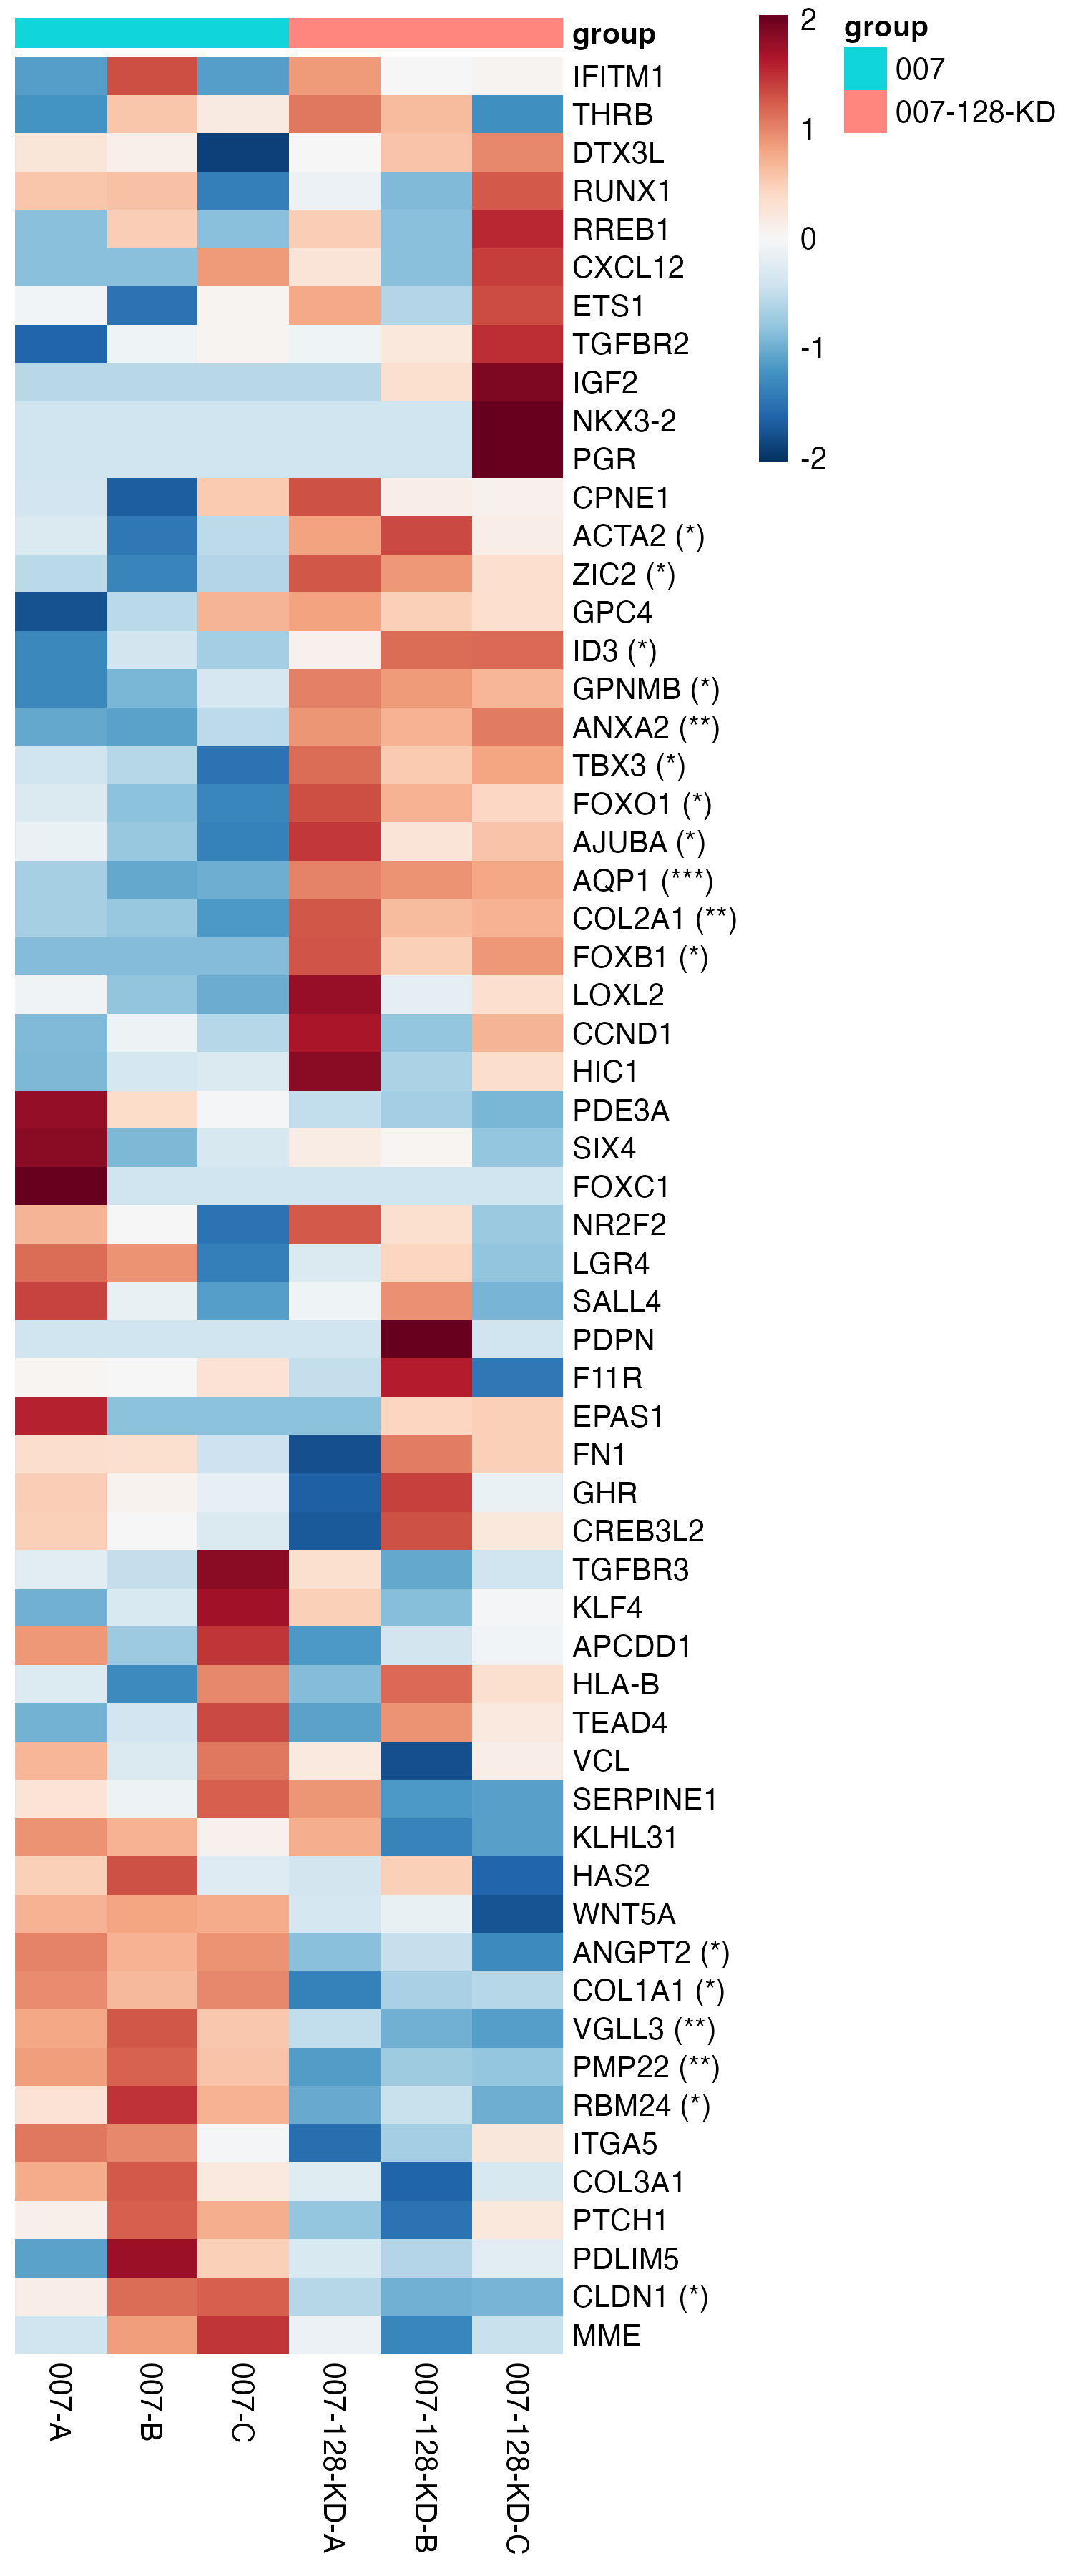 group
IFITM1
THRB
DTX3L
RUNX1
RREB1
CXCL12
ETS1
TGFBR2
IGF2
NKX3-2
PGR
CPNE1
ACTA2 (*)
ZIC2 (*)
GPC4
ID3 (*)
GPNMB (*)
ANXA2 (**)
TBX3 (*)
FOXO1 (*)
AJUBA (*)
AQP1 (***)
COL2A1 (**)
FOXB1 (*)
LOXL2
CCND1
HIC1
PDE3A
SIX4
FOXC1
NR2F2
LGR4
SALL4
PDPN
F11R
EPAS1
FN1
GHR
CREB3L2
TGFBR3
KLF4
APCDD1
HLA-B
TEAD4
VCL
SERPINE1
KLHL31
HAS2
WNT5A
ANGPT2 (*)
COL1A1 (*)
VGLL3 (**)
PMP22 (**)
RBM24 (*)
ITGA5
COL3A1
PTCH1
PDLIM5
CLDN1 (*)
MME
007-A
007-B
007-C
007-128-KD-A
007-128-KD-B
007-128-KD-C
2
1
0
-1
-2
group
007
007-128-KD